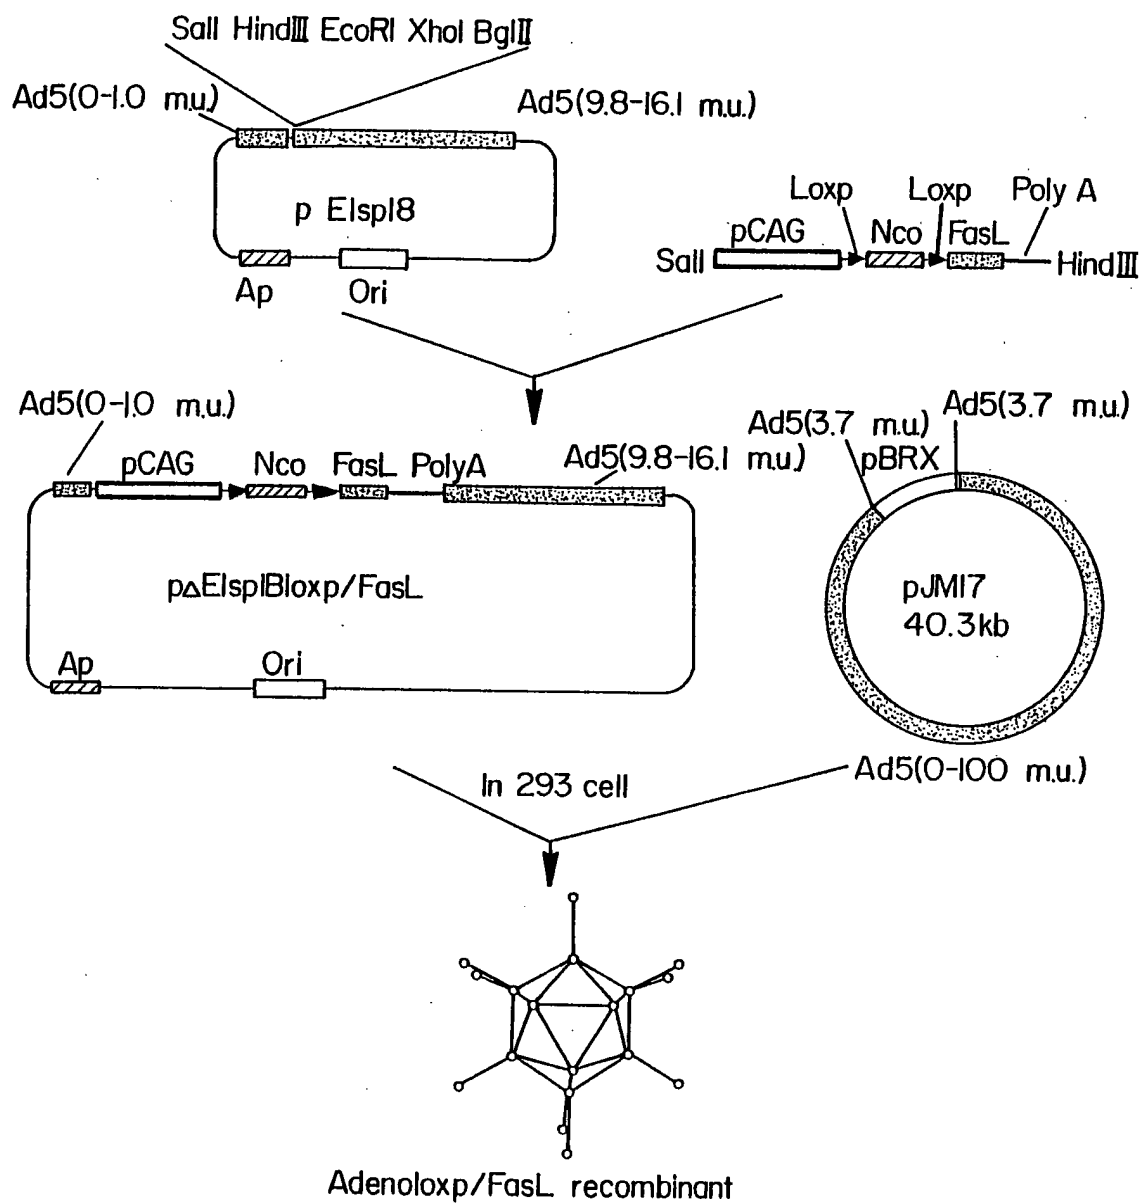 SalI HindⅢ EcoRI XhoI BglⅡ
Ad5(0-1.0 m.u.)
Ad5(9.8-16.1 m.u.)
p E1sp18
Ap
Ori
Loxp
Loxp
Poly A
pCAG
Nco
FasL
SalI
HindⅢ
Ad5(0-1.0 m.u.)
pCAG
Nco
FasL
PolyA
Ad5(9.8-16.1 m.u.)
p△E1sp1Bloxp/FasL
Ap
Ori
Ad5(3.7 m.u.)
Ad5(3.7 m.u.)
pBRX
pJM17
40.3kb
Ad5(0-100 m.u.)
In 293 cell
Adenoloxp/FasL recombinant